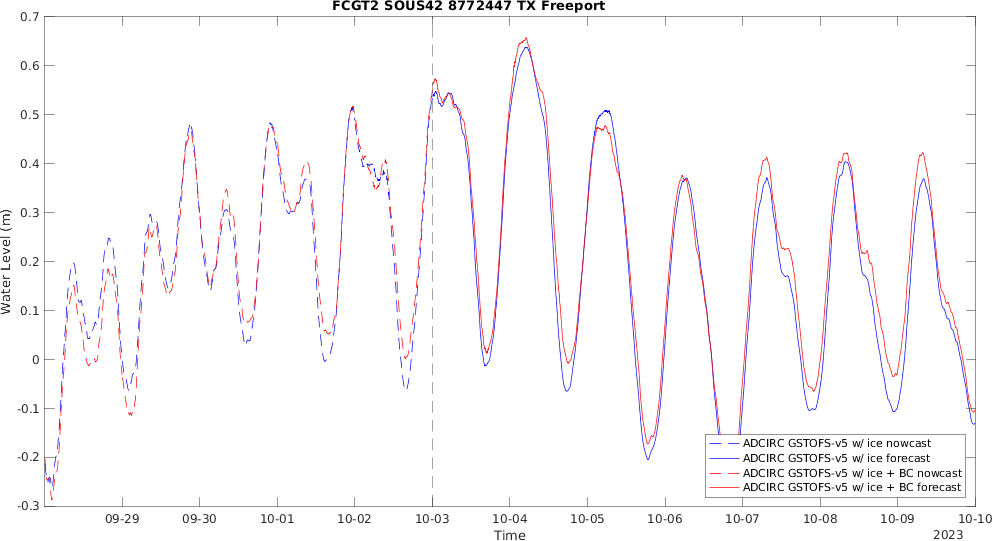 FCGT2 SOUS42 8772447 TX Freeport
Water Level (m)
0.7
0.6
0.5
0.4
0.3
0.2
0.1
0
-0.1
-0.2
-0.3
ADCIRC GSTOFS-v5 w/ ice nowcast
ADCIRC GSTOFS-v5 w/ ice forecast
ADCIRC GSTOFS-v5 w/ ice + BC nowcast
ADCIRC GSTOFS-v5 w/ ice + BC forecast
09-29 09-30 10-01 10-02 10-03 10-04 10-05 10-06 10-07 10-08 10-09 10-10
Time
2023